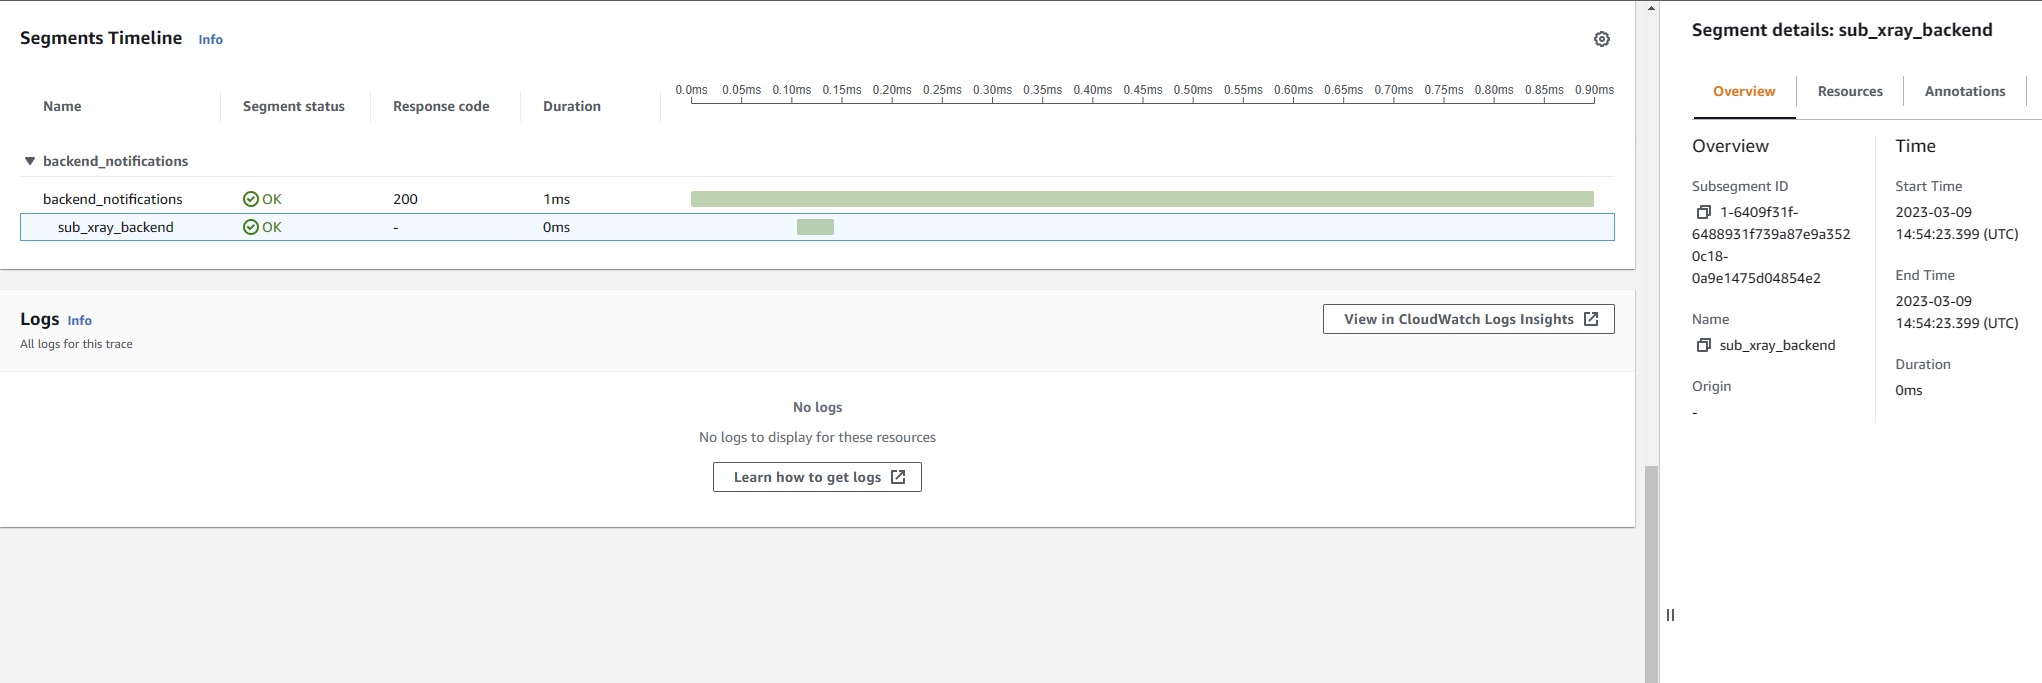 Segments Timeline Info
Name Segment status Response code Duration 0.0ms 0.05ms 0.10ms 0.15ms 0.20ms 0.25ms 0.30ms 0.35ms 0.40ms 0.45ms 0.50ms 0.55ms 0.60ms 0.65ms 0.70ms 0.75ms 0.80ms 0.85ms 0.90ms
backend_notifications
backend_notifications OK 200 1ms
sub_xray_backend OK - 0ms
Logs Info
All logs for this trace
View in CloudWatch Logs Insights
No logs
No logs to display for these resources
Learn how to get logs
Segment details: sub_xray_backend
Overview Resources Annotations
Overview
Subsegment ID
1-6409f31f-
6488931f739a87e9a352
0c18-
0a9e1475d04854e2
Name
sub_xray_backend
Origin
-
Time
Start Time
2023-03-09
14:54:23.399 (UTC)
End Time
2023-03-09
14:54:23.399 (UTC)
Duration
0ms